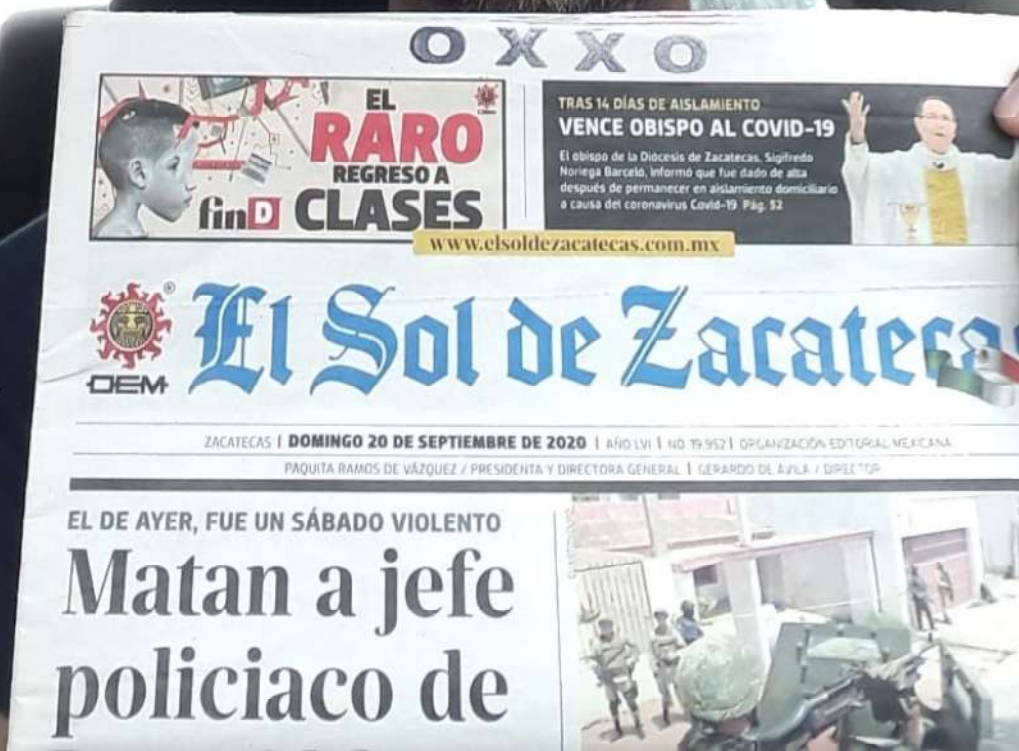 OXXO
EL
RARO
REGRESO A
finD CLASES
TRAS 14 DÍAS DE AISLAMIENTO
VENCE OBISPO AL COVID-19
El obispo de la Diócesis de Zacatecas, Sigifredo
Noriega Barceló, informó que fue dado de alta
después de permanecer en aislamiento domiciliario
a causa del coronavirus Covid-19 Pág. 32
www.elsoldezacatecas.com.mx
OEM
El Sol de Zacatecas
ZACATECAS | DOMINGO 20 DE SEPTIEMBRE DE 2020 | AÑO LVI | NO 19,952 | ORGANIZACIÓN EDITORIAL MEXICANA
PAQUITA RAMOS DE VÁZQUEZ / PRESIDENTA Y DIRECTORA GENERAL | GERARDO DE ÁVILA / DIRECTOR
EL DE AYER, FUE UN SÁBADO VIOLENTO
Matan a jefe
policiaco de